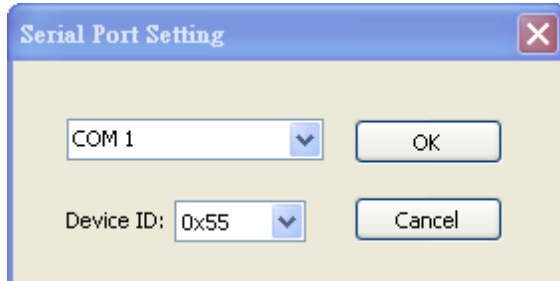 Serial Port Setting
COM 1
OK
Device ID: 0x55
Cancel